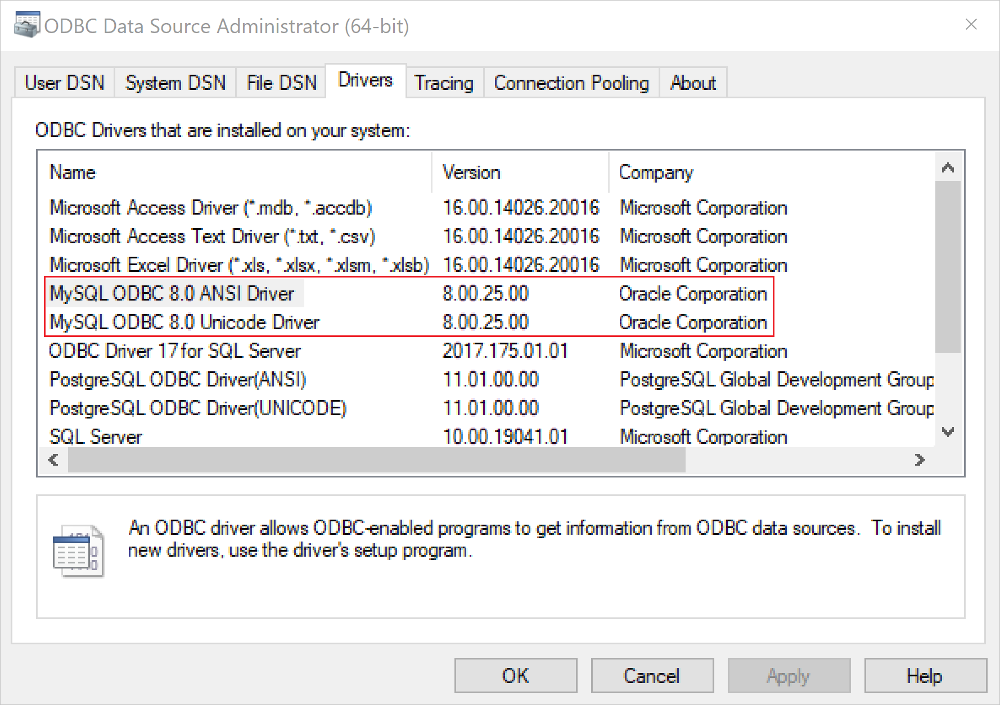 ODBC Data Source Administrator (64-bit)
User DSN System DSN File DSN Drivers Tracing Connection Pooling About
ODBC Drivers that are installed on your system:
Name Version Company
Microsoft Access Driver (*.mdb, *.accdb) 16.00.14026.20016 Microsoft Corporation
Microsoft Access Text Driver (*.txt, *.csv) 16.00.14026.20016 Microsoft Corporation
Microsoft Excel Driver (*.xls, *.xlsx, *.xlsm, *.xlsb) 16.00.14026.20016 Microsoft Corporation
MySQL ODBC 8.0 ANSI Driver 8.00.25.00 Oracle Corporation
MySQL ODBC 8.0 Unicode Driver 8.00.25.00 Oracle Corporation
ODBC Driver 17 for SQL Server 2017.175.01.01 Microsoft Corporation
PostgreSQL ODBC Driver(ANSI) 11.01.00.00 PostgreSQL Global Development Group
PostgreSQL ODBC Driver(UNICODE) 11.01.00.00 PostgreSQL Global Development Group
SQL Server 10.00.19041.01 Microsoft Corporation
An ODBC driver allows ODBC-enabled programs to get information from ODBC data sources. To install
new drivers, use the driver's setup program.
OK Cancel Apply Help